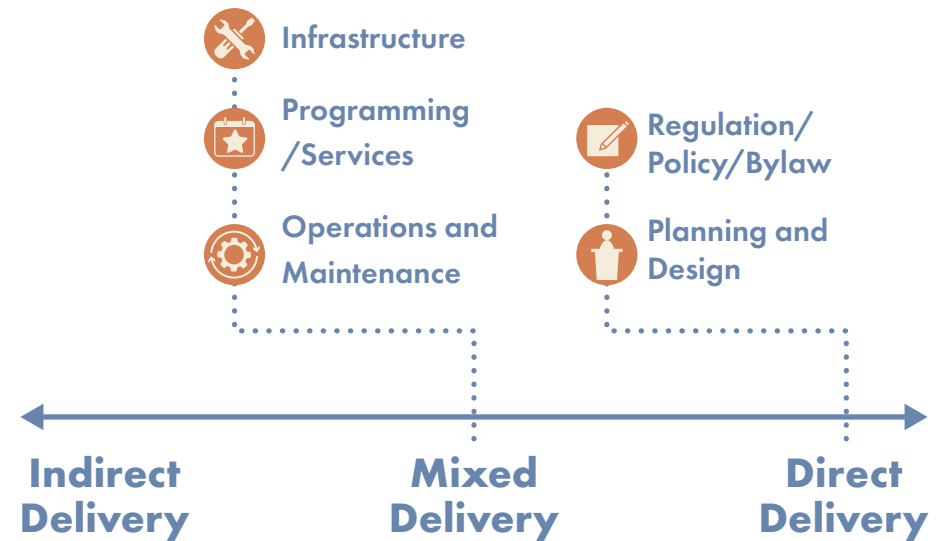 Infrastructure
Programming
/Services
Operations and
Maintenance
Regulation/
Policy/Bylaw
Planning and
Design
Indirect
Delivery
Mixed
Delivery
Direct
Delivery